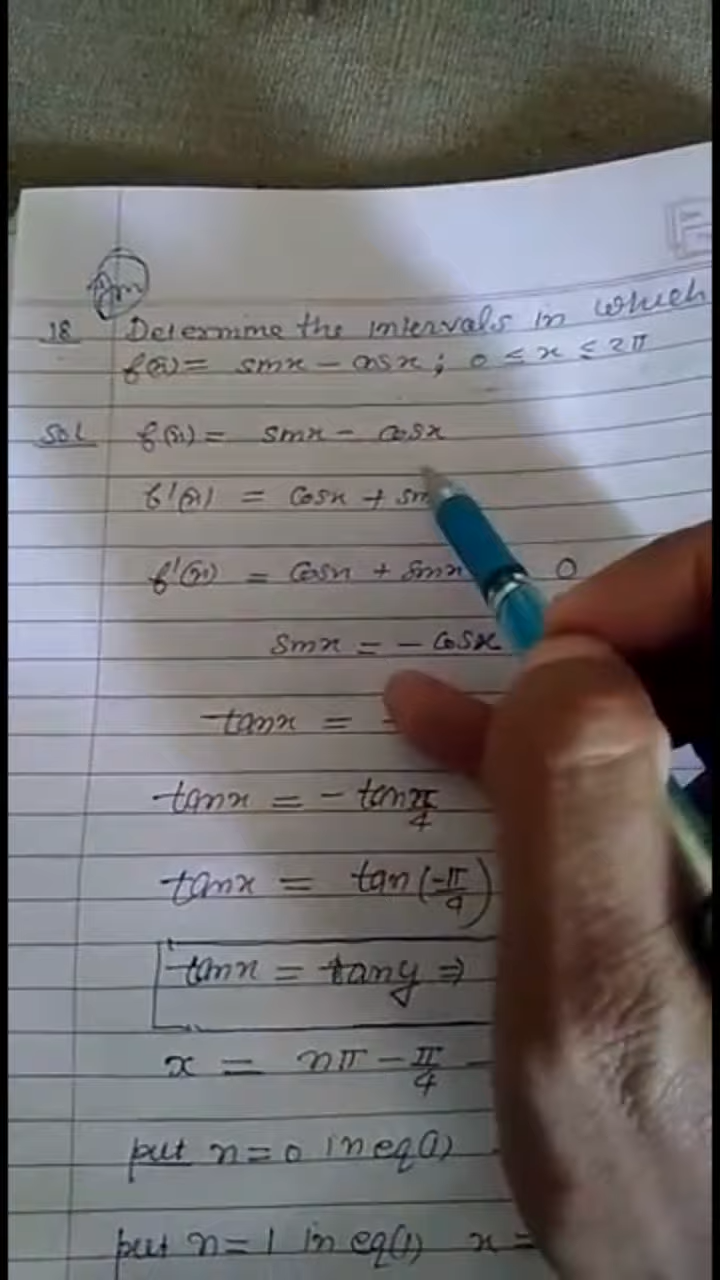 18 Determine the intervals in which
f(x) = sinx - cosx; 0 ≤ x ≤ 2π
Sol f(x) = sinx - cosx
f'(x) = cosx + sin
f'(x) = cosx + sinx 0
sinx = - cosx
tanx = -
tanx = - tan π/4
tanx = tan(-π/4)
tanx = tany ⇒
x = nπ - π/4 -
put n=0 in eq(1)
put n=1 in eq(1) x =